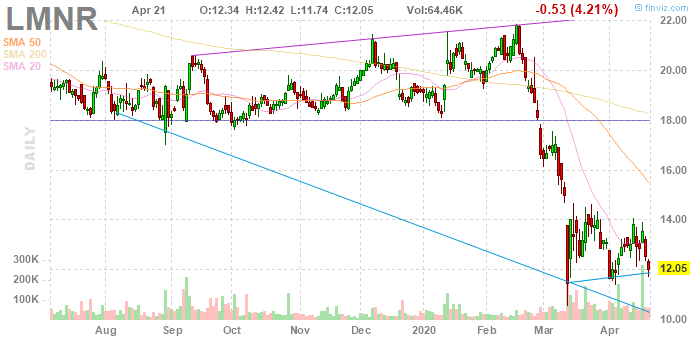 LMNR
Apr 21 O:12.34 H:12.42 L:11.74 C:12.05 Vol:64.46K -0.53 (4.21%)
© finviz.com
SMA 50
SMA 200
SMA 20
DAILY
22.00
20.00
18.00
16.00
14.00
12.05
10.00
300K
200K
100K
Aug Sep Oct Nov Dec 2020 Feb Mar Apr